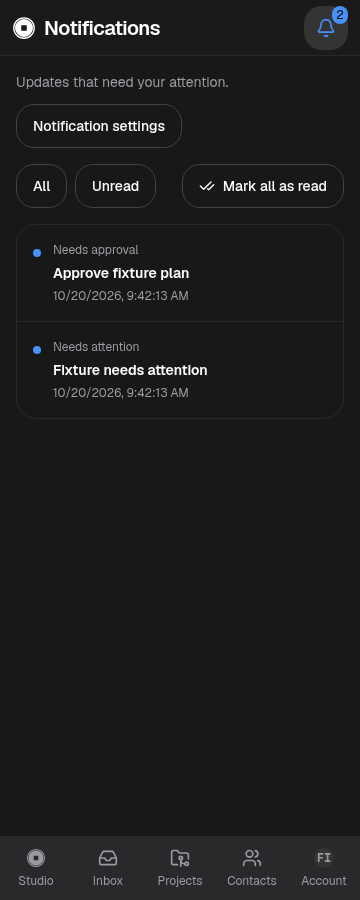 Notifications
2
Updates that need your attention.
Notification settings
All
Unread
Mark all as read
Needs approval
Approve fixture plan
10/20/2026, 9:42:13 AM
Needs attention
Fixture needs attention
10/20/2026, 9:42:13 AM
FI
Studio
Inbox
Projects
Contacts
Account